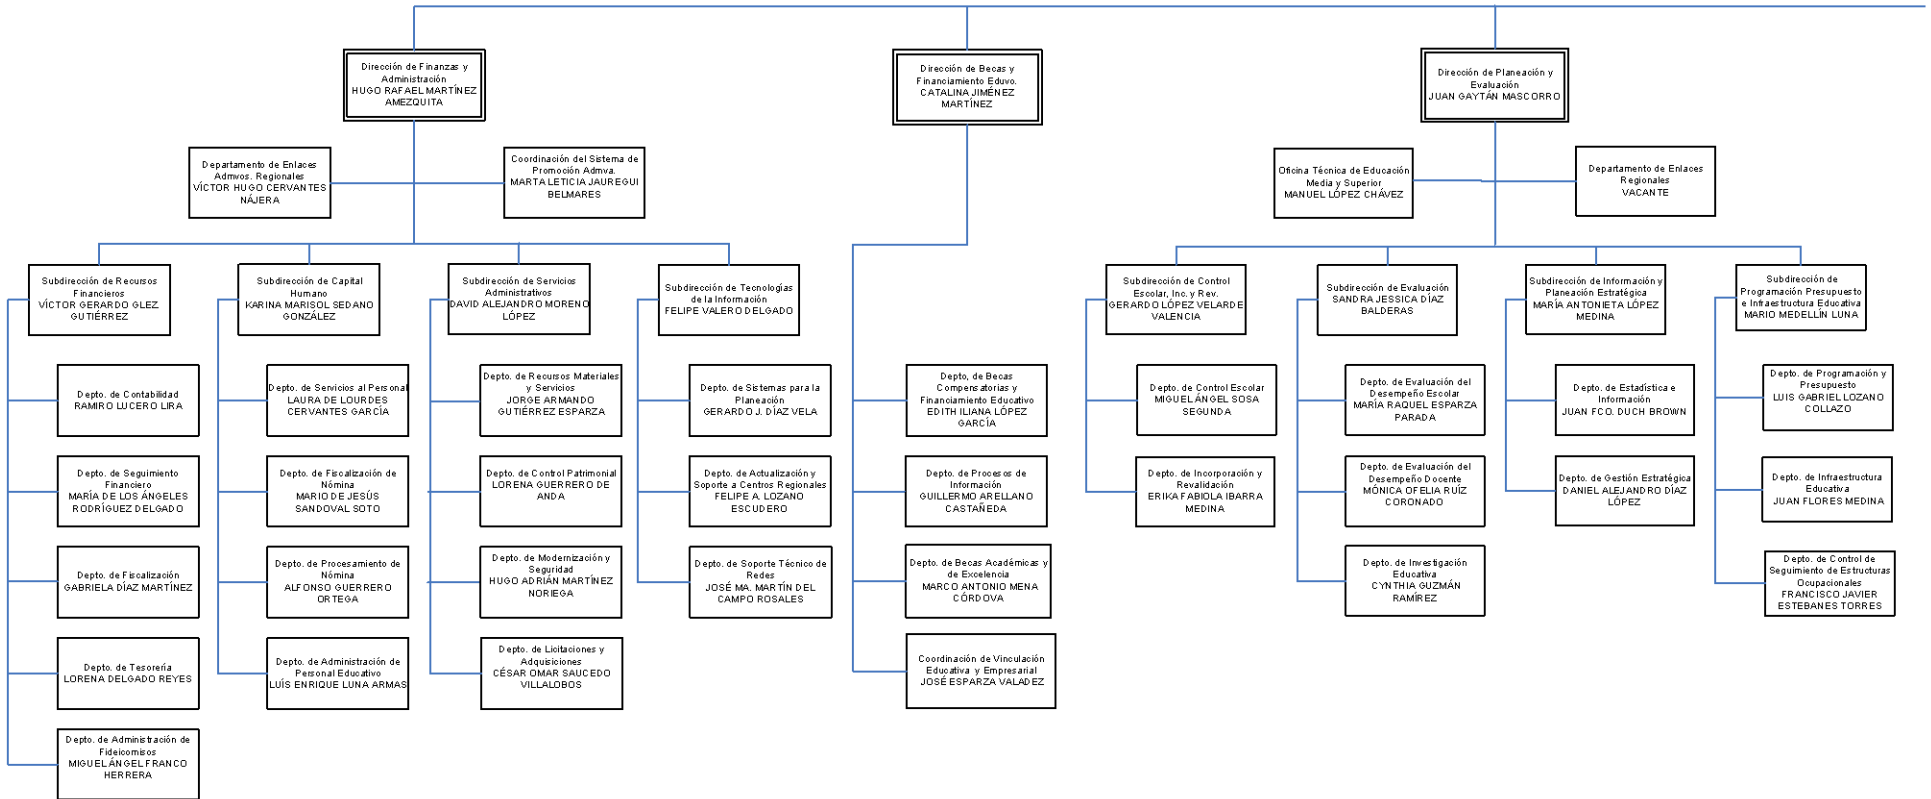 Dirección de Finanzas y
Administración
HUGO RAFAEL MARTÍNEZ
AMEZQUITA
Dirección de Becas y
Financiamiento Eduvo.
CATALINA JIMÉNEZ
MARTÍNEZ
Dirección de Planeación y
Evaluación
JUAN GAYTÁN MASCORRO
Departamento de Enlaces
Admvos. Regionales
VÍCTOR HUGO CERVANTES
NÁJERA
Coordinación del Sistema de
Promoción Admva.
MARTA LETICIA JAUREGUI
BELMARES
Oficina Técnica de Educación
Media y Superior
MANUEL LÓPEZ CHÁVEZ
Departamento de Enlaces
Regionales
VACANTE
Subdirección de Recursos
Financieros
VÍCTOR GERARDO GLEZ
GUTIÉRREZ
Subdirección de Capital
Humano
KARINA MARISOL SEDANO
GONZÁLEZ
Subdirección de Servicios
Administrativos
DAVID ALEJANDRO MORENO
LÓPEZ
Subdirección de Tecnologías
de la Información
FELIPE VALERO DELGADO
Subdirección de Control
Escolar, Inc. y Rev.
GERARDO LÓPEZ VELARDE
VALENCIA
Subdirección de Evaluación
SANDRA JESSICA DÍAZ
BALDERAS
Subdirección de Información y
Planeación Estratégica
MARÍA ANTONIETA LÓPEZ
MEDINA
Subdirección de
Programación Presupuesto
e Infraestructura Educativa
MARIO MEDELLÍN LUNA
Depto. de Contabilidad
RAMIRO LUCERO LIRA
Depto. de Servicios al Personal
LAURA DE LOURDES
CERVANTES GARCÍA
Depto. de Recursos Materiales
y Servicios
JORGE ARMANDO
GUTIÉRREZ ESPARZA
Depto. de Sistemas para la
Planeación
GERARDO J. DÍAZ VELA
Depto, de Becas
Compensatorias y
Financiamiento Educativo
EDITH ILIANA LÓPEZ
GARCÍA
Depto. de Control Escolar
MIGUEL ÁNGEL SOSA
SEGUNDA
Depto. de Evaluación del
Desempeño Escolar
MARÍA RAQUEL ESPARZA
PARADA
Depto. de Estadística e
Información
JUAN FCO. DUCH BROWN
Depto. de Programación y
Presupuesto
LUIS GABRIEL LOZANO
COLLAZO
Depto. de Seguimiento
Financiero
MARÍA DE LOS ÁNGELES
RODRÍGUEZ DELGADO
Depto. de Fiscalización de
Nómina
MARIO DE JESÚS
SANDOVAL SOTO
Depto. de Control Patrimonial
LORENA GUERRERO DE
ANDA
Depto. de Actualización y
Soporte a Centros Regionales
FELIPE A. LOZANO
ESCUDERO
Depto. de Procesos de
Información
GUILLERMO ARELLANO
CASTAÑEDA
Depto. de Incorporación y
Revalidación
ERIKA FABIOLA IBARRA
MEDINA
Depto. de Evaluación del
Desempeño Docente
MÓNICA OFELIA RUÍZ
CORONADO
Depto. de Gestión Estratégica
DANIEL ALEJANDRO DÍAZ
LÓPEZ
Depto. de Infraestructura
Educativa
JUAN FLORES MEDINA
Depto. de Fiscalización
GABRIELA DÍAZ MARTÍNEZ
Depto. de Procesamiento de
Nómina
ALFONSO GUERRERO
ORTEGA
Depto. de Modernización y
Seguridad
HUGO ADRIÁN MARTÍNEZ
NORIEGA
Depto. de Soporte Técnico de
Redes
JOSÉ MA. MARTÍN DEL
CAMPO ROSALES
Depto. de Becas Académicas y
de Excelencia
MARCO ANTONIO MENA
CÓRDOVA
Depto. de Investigación
Educativa
CYNTHIA GUZMÁN
RAMÍREZ
Depto. de Control de
Seguimiento de Estructuras
Ocupacionales
FRANCISCO JAVIER
ESTEBANES TORRES
Depto. de Tesorería
LORENA DELGADO REYES
Depto. de Administración de
Personal Educativo
LUÍS ENRIQUE LUNA ARMAS
Depto. de Licitaciones y
Adquisiciones
CÉSAR OMAR SAUCEDO
VILLALOBOS
Coordinación de Vinculación
Educativa y Empresarial
JOSÉ ESPARZA VALADEZ
Depto. de Administración de
Fideicomisos
MIGUEL ÁNGEL FRANCO
HERRERA